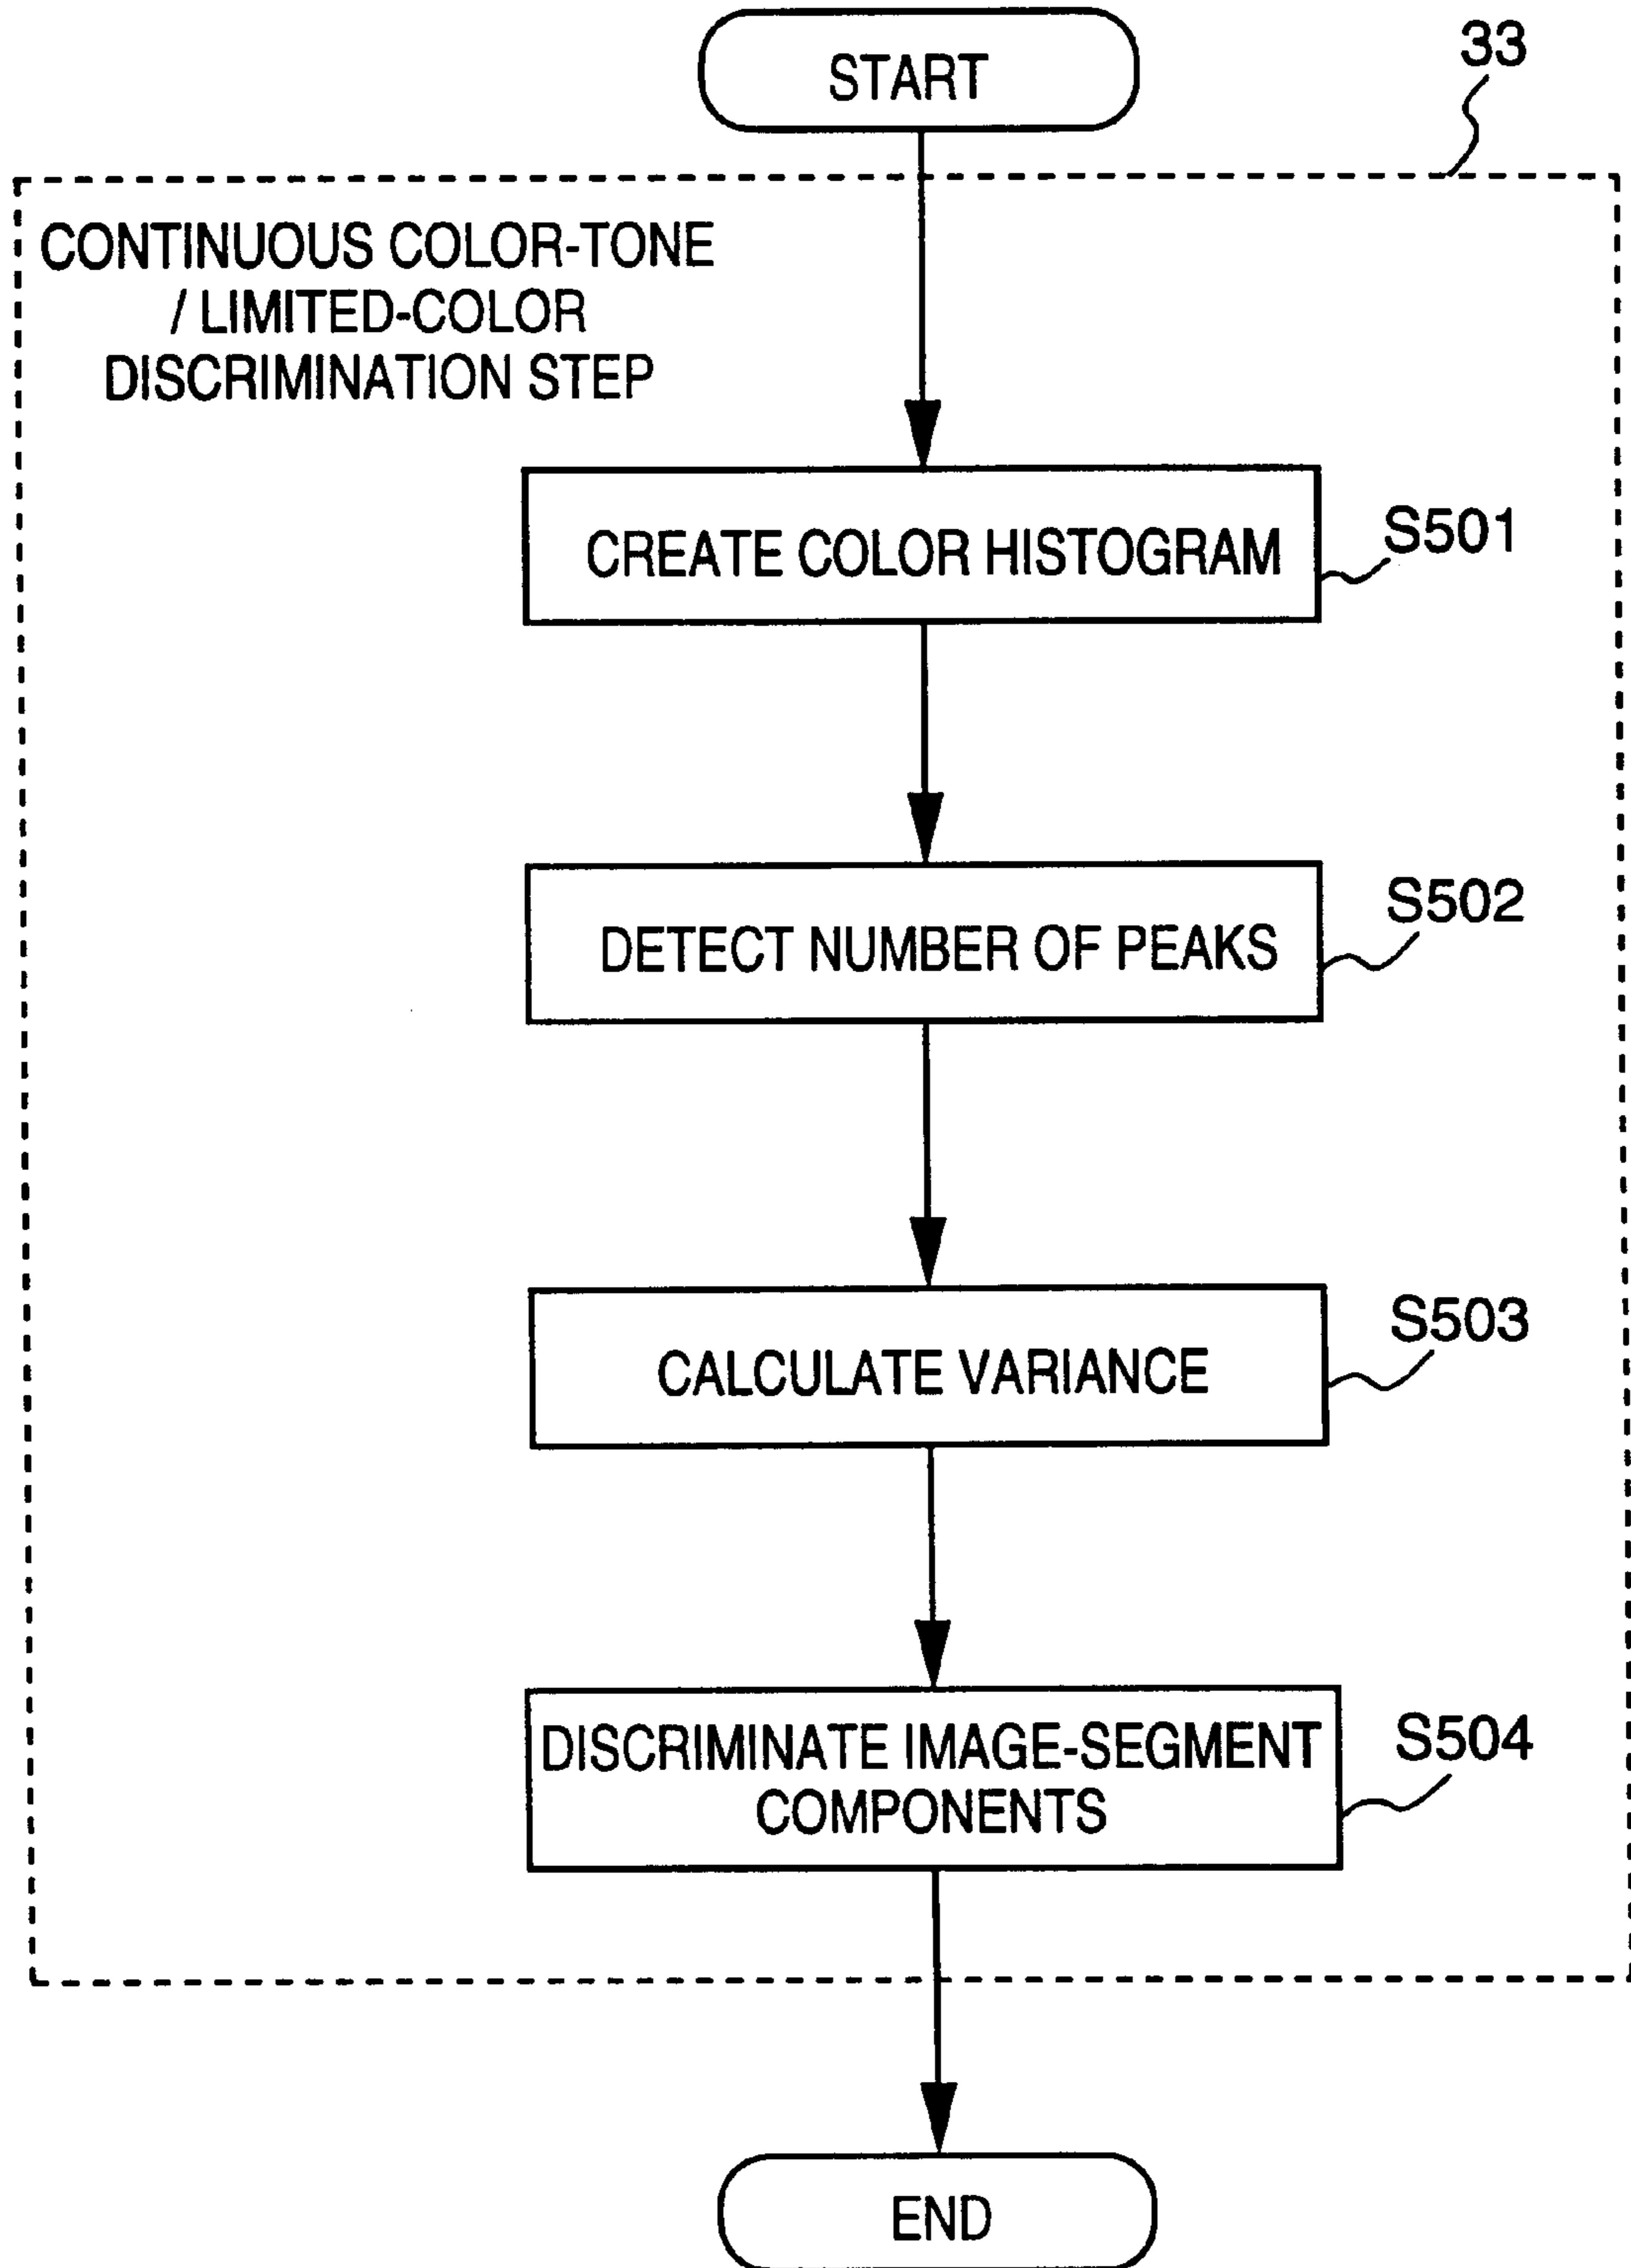 START
33
CONTINUOUS COLOR-TONE
/ LIMITED-COLOR
DISCRIMINATION STEP
CREATE COLOR HISTOGRAM
S501
DETECT NUMBER OF PEAKS
S502
CALCULATE VARIANCE
S503
DISCRIMINATE IMAGE-SEGMENT
COMPONENTS
S504
END